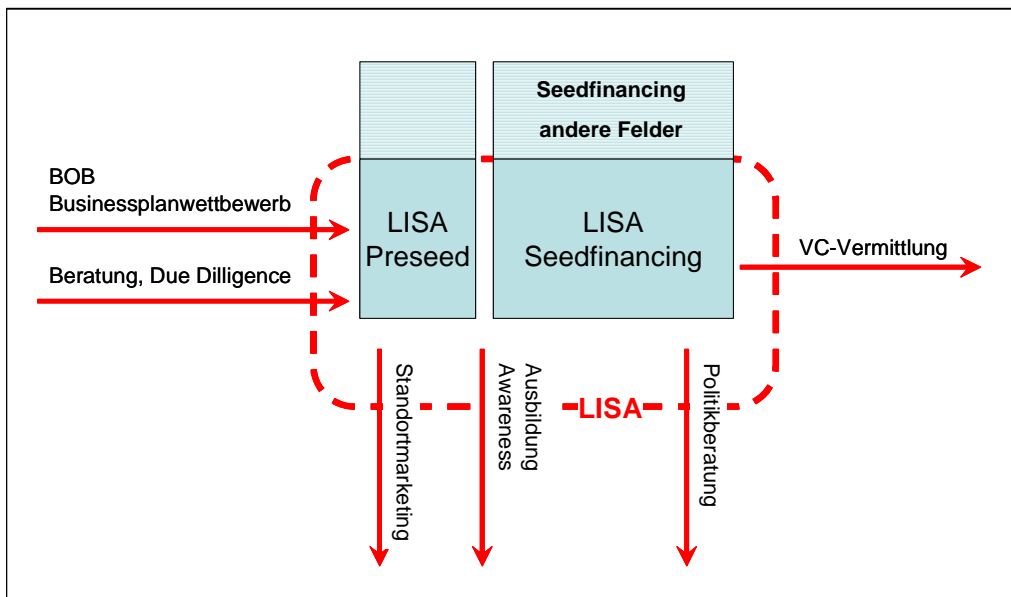 Seedfinancing
andere Felder
BOB
Businessplanwettbewerb
LISA
Preseed
LISA
Seedfinancing
VC-Vermittlung
Beratung, Due Dilligence
Standortmarketing
Ausbildung
Awareness
LISA
Politikberatung